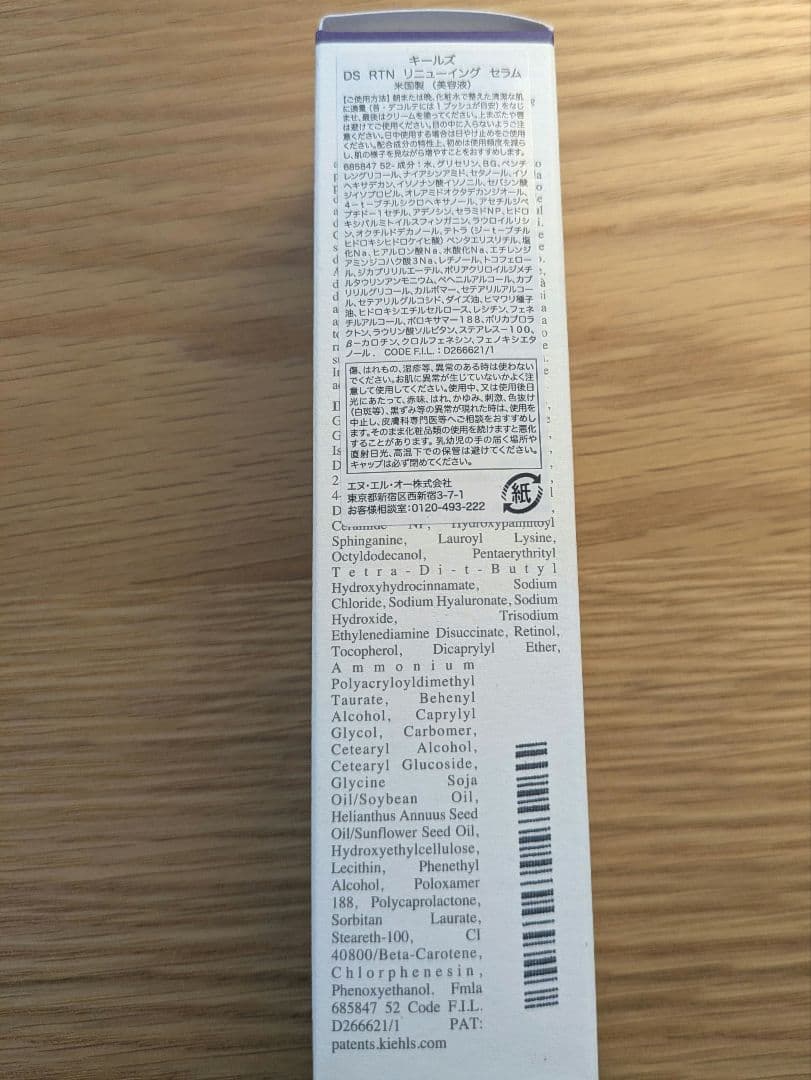 キールズ
DS RTN リニューイング セラム
米国製 (美容液)
【ご使用方法】朝または晩、化粧水で整えた清潔な肌
に適量(首・デコルテには1プッシュが目安)をなじ
ませ、最後はクリームを塗ってください。上まぶたや唇
は避けてご使用ください。目の中に入らないようご注
意ください。日中使用する場合は日やけ止めをご使用
ください。配合成分の特性上、初めは使用頻度を減ら
し、肌の様子を見ながら増やすことをおすすめします。
685847 52- 成分:水、グリセリン、BG、ペンチ
レングリコール、ナイアシンアミド、セタノール、イソ
ヘキサデカン、イソノナン酸イソノニル、セバシン酸
ジイソプロピル、オレアミドオクタデカンジオール、
4-t-ブチルシクロヘキサノール、アセチルジペ
プチド-1セチル、アデノシン、セラミドNP、ヒドロ
キシパルミトイルスフィンガニン、ラウロイルリシ
ン、オクチルドデカノール、テトラ(ジ-t-ブチル
ヒドロキシヒドロケイヒ酸)ペンタエリスリチル、塩
化Na、ヒアルロン酸Na、水酸化Na、エチレンジ
アミンジコハク酸3Na、レチノール、トコフェロー
ル、ジカプリリルエーテル、ポリアクリロイルジメチ
ルタウリンアンモニウム、ベヘニルアルコール、カプ
リリルグリコール、カルボマー、セテアリルアルコー
ル、セテアリルグルコシド、ダイズ油、ヒマワリ種子
油、ヒドロキシエチルセルロース、レシチン、フェネ
チルアルコール、ポロキサマー188、ポリカプロラ
クトン、ラウリン酸ソルビタン、ステアレス-100、
β-カロチン、クロルフェネシン、フェノキシエタ
ノール. CODE F.I.L. : D266621/1
傷、はれもの、湿疹等、異常のある時は使わない
でください。お肌に異常が生じていないかよく注
意して使用してください。使用中、又は使用後日
光にあたって、赤味、はれ、かゆみ、刺激、色抜け
(白斑等)、黒ずみ等の異常が現れた時は、使用を
中止し、皮膚科専門医等へご相談をおすすめし
ます。そのまま化粧品類の使用を続けますと悪化
することがあります。乳幼児の手の届く場所や
直射日光、高温下での保管は避けてください。
キャップは必ず閉めてください。
エヌ・エル・オー株式会社
東京都新宿区西新宿3-7-1
お客様相談室:0120-493-222
紙
Ceramide NP, Hydroxypalmitoyl
Sphinganine, Lauroyl Lysine,
Octyldodecanol, Pentaerythrityl
Tetra-Di-t-Butyl
Hydroxyhydrocinnamate, Sodium
Chloride, Sodium Hyaluronate, Sodium
Hydroxide, Trisodium
Ethylenediamine Disuccinate, Retinol,
Tocopherol, Dicaprylyl Ether,
Ammonium
Polyacryloyldimethyl
Taurate, Behenyl
Alcohol, Caprylyl
Glycol, Carbomer,
Cetearyl Alcohol,
Cetearyl Glucoside,
Glycine Soja
Oil/Soybean Oil,
Helianthus Annuus Seed
Oil/Sunflower Seed Oil,
Hydroxyethylcellulose,
Lecithin, Phenethyl
Alcohol, Poloxamer
188, Polycaprolactone,
Sorbitan Laurate,
Steareth-100, CI
40800/Beta-Carotene,
Chlorphenesin,
Phenoxyethanol. Fmla
685847 52 Code F.I.L.
D266621/1 PAT:
patents.kiehls.com